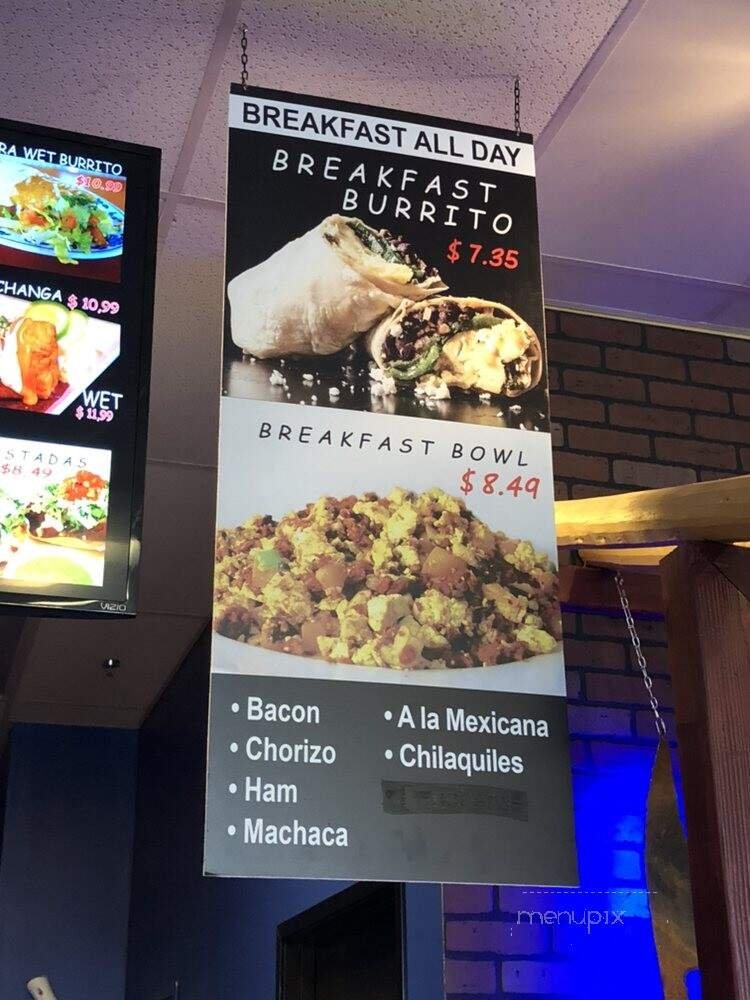 RA WET BURRITO
$10.99
CHANGA $10,99
WET
$11,99
STADAS
$8.49
VIZIO
BREAKFAST ALL DAY
BREAKFAST
BURRITO
$7.35
BREAKFAST BOWL
$8.49
• Bacon
• Chorizo
• Ham
• Machaca
• A la Mexicana
• Chilaquiles
menupix